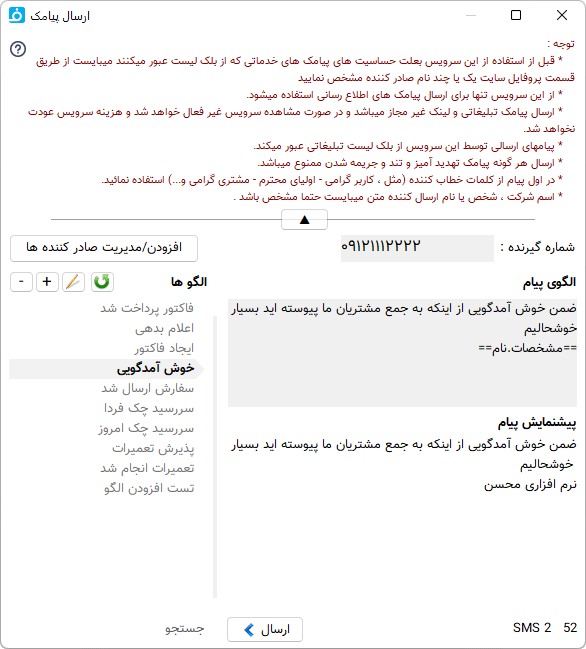 ارسال پیامک
توجه :
* قبل از استفاده از این سرویس بعلت حساسیت های پیامک های خدماتی که از بلک لیست عبور میکنند میبایست از طریق
قسمت پروفایل سایت یک یا چند نام صادر کننده مشخص نمایید
* از این سرویس تنها برای ارسال پیامک های اطلاع رسانی استفاده میشود.
* ارسال پیامک تبلیغاتی و لینک غیر مجاز میباشد و در صورت مشاهده سرویس غیر فعال خواهد شد و هزینه سرویس عودت
نخواهد شد.
* پیامهای ارسالی توسط این سرویس از بلک لیست تبلیغاتی عبور میکند.
* ارسال هر گونه پیامک تهدید آمیز و تند و جریمه شدن ممنوع میباشد.
* در اول پیام از کلمات خطاب کننده (مثل ، کاربر گرامی - اولیای محترم - مشتری گرامی و...) استفاده نمائید.
* اسم شرکت ، شخص یا نام ارسال کننده متن میبایست حتما مشخص باشد .
شماره گیرنده : ۰۹۱۲۱۱۱۲۲۲۲
افزودن/مدیریت صادر کننده ها
الگوی پیام
ضمن خوش آمدگویی از اینکه به جمع مشتریان ما پیوسته اید بسیار
خوشحالیم
==مشخصات.نام==
پیشنمایش پیام
ضمن خوش آمدگویی از اینکه به جمع مشتریان ما پیوسته اید بسیار
خوشحالیم
نرم افزاری محسن
الگو ها
+
-
فاکتور پرداخت شد
اعلام بدهی
ایجاد فاکتور
خوش آمدگویی
سفارش ارسال شد
سررسید چک فردا
سررسید چک امروز
پذیرش تعمیرات
تعمیرات انجام شد
تست افزودن الگو
SMS 2 52
ارسال
جستجو